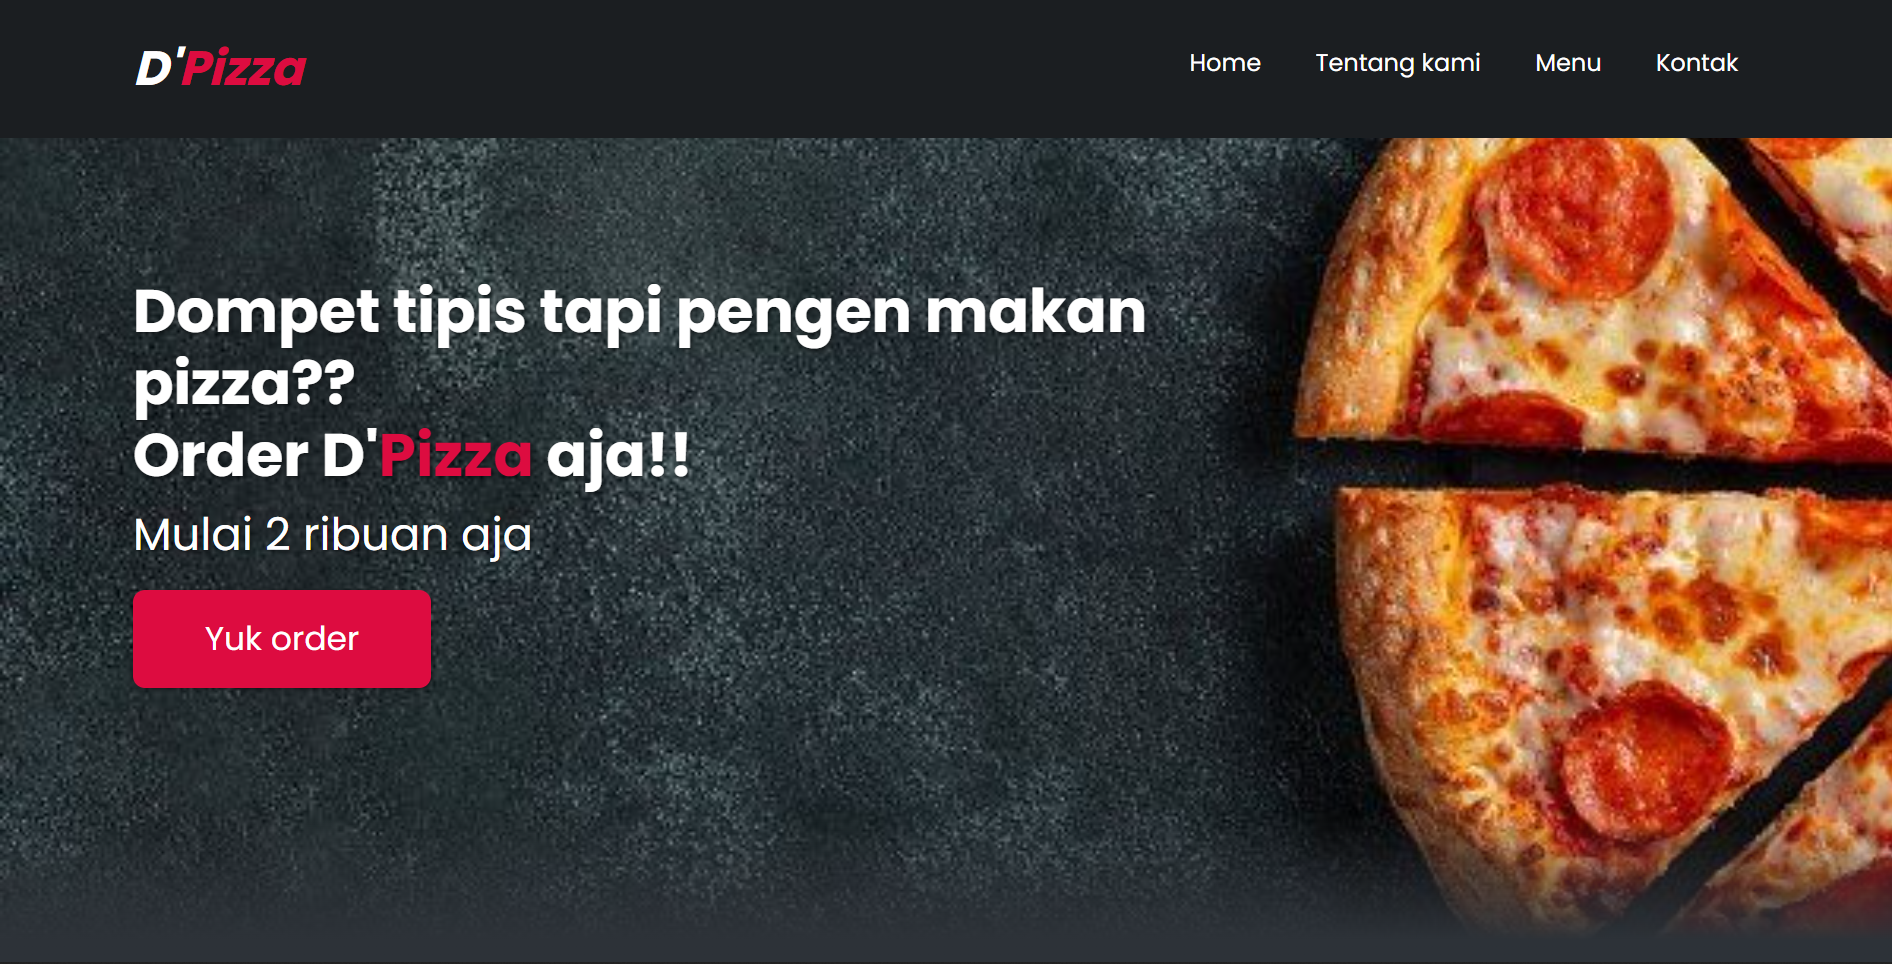 D'Pizza
Home
Tentang kami
Menu
Kontak
Dompet tipis tapi pengen makan
pizza??
Order D'Pizza aja!!
Mulai 2 ribuan aja
Yuk order